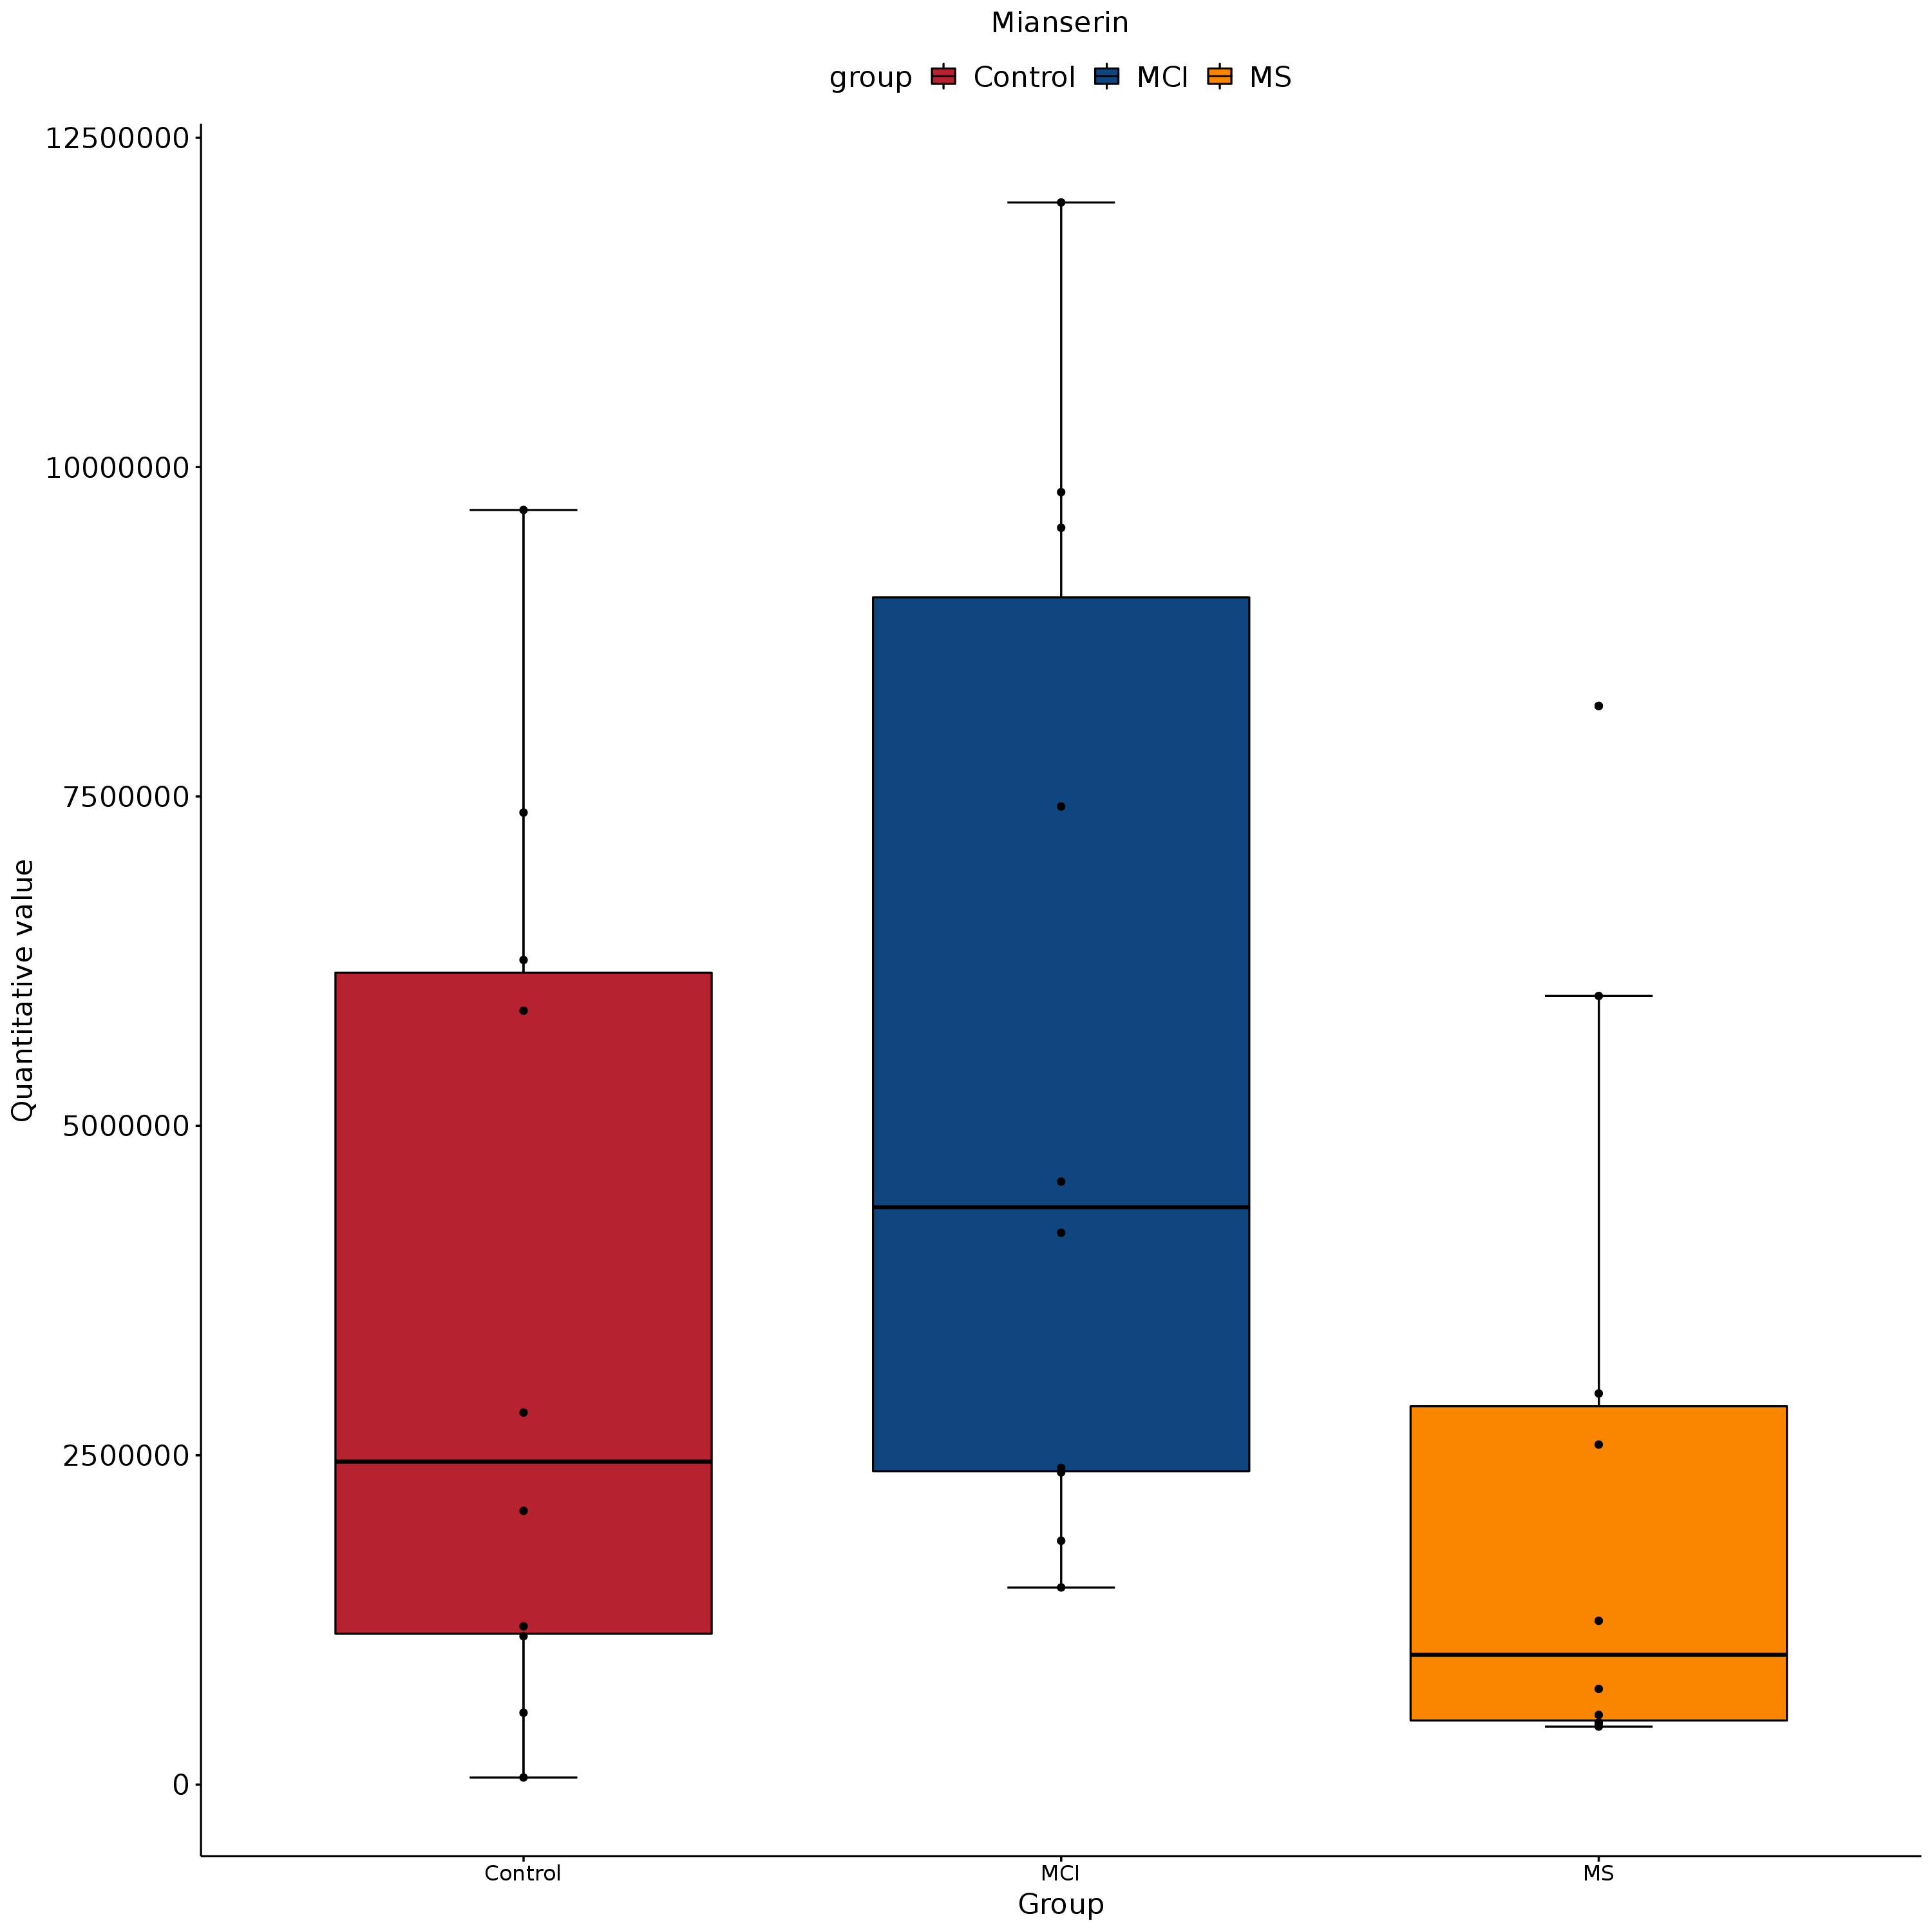 Mianserin
group Control MCI MS
12500000
10000000
7500000
5000000
2500000
0
Quantitative value
Control MCI MS
Group